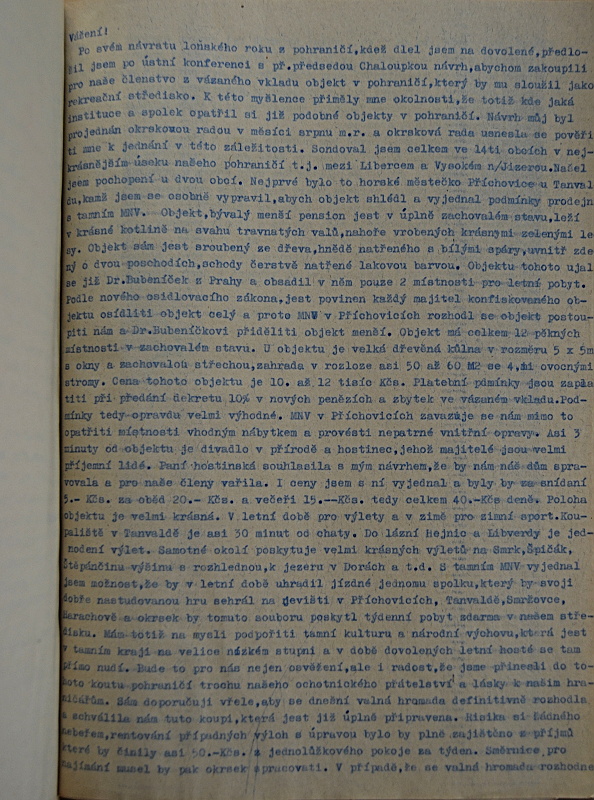 Vážení!
Po svém návratu loňského roku z pohraničí,kdež dlel jsem na dovolené,předlo-
žil jsem po ústní konferenci s př.předsedou Chaloupkou návrh,abychom zakoupili
pro naše členstvo z vázaného vkladu objekt v pohraničí,který by mu sloužil jako
rekreační středisko. K této myšlence přiměly mne okolnosti,že totiž kde jaká
instituce a spolek opatřil si již podobné objekty v pohraničí. Návrh můj byl
projednán okrskovou radou v měsíci srpnu m.r. a okrsková rada usnesla se pověři
ti mne k jednání v této záležitosti. Sondoval jsem celkem ve 14ti obcích v nej-
krásnějším úseku našeho pohraničí t.j. mezi Libercem a Vysokém n/Jizerou.Našel
jsem pochopení u dvou obcí. Nejprve bylo to horské městečko Příchovice u Tanval
du,kamž jsem se osobně vypravil,abych objekt shlédl a vyjednal podmínky prodejn
s tamním MNV. Objekt,bývalý menší pension jest v úplně zachovalém stavu,leží
v krásné kotlině na svahu travnatých valů,nahoře vrobených krásnými zelenými le
sy. Objekt sám jest sroubený ze dřeva,hnědě natřeného a bílými spáry,uvnitř zdě
ný o dvou poschodích,schody čerstvě natřené lakovou barvou. Objektu tohoto ujal
se již Dr.Bubeníček z Prahy a obsadil v něm pouze 2 místnosti pro letní pobyt.
Podle nového osidlovacího zákona,jest povinen každý majitel konfiskovaného ob-
jektu osídliti objekt celý a proto MNV v Příchovicích rozhodl se objekt postou-
piti nám a Dr.Bubeníčkovi přiděliti objekt menší. Objekt má celkem 12 pěkných
místností v zachovalém stavu. U objektu je velká dřevěná kůlna v rozměru 5 x 5m
s okny a zachovalou střechou,zahrada v rozloze asi 50 až 60 M2 se 4.mi ovocnými
stromy. Cena tohoto objektu je 10. až 12 tisíc Kčs. Platební pdmínky jsou zapla
titi při předání dekretu 10% v nových penězích a zbytek ve vázaném vkladu.Pod-
mínky tedy opravdu velmi výhodné. MNV v Příchovicích zavazuje se nám mimo to
opatřiti místnosti vhodným nábytkem a provésti nepatrné vnitřní opravy. Asi 3
minuty od objektu je divadlo v přírodě a hostinec,jehož majitelé jsou velmi
příjemní lidé. Paní hostinská souhlasila s mým návrhem,že by nám náš dům spra-
vovala a pro naše členy vařila. I ceny jsem s ní vyjednal a byly by za snídani
5.- Kčs. za oběd 20.- Kčs. a večeři 15.--Kčs. tedy celkem 40.-Kčs denně. Poloha
objektu je velmi krásná. V letní době pro výlety a v zimě pro zimní sport.Kou-
paliště v Tanvaldě je asi 30 minut od chaty. Do lázní Hejnic a Libverdy je jed-
nodení výlet. Samotné okolí poskytuje velmi krásných výletů na Smrk,Špičák,
Štěpánčinu výšinu s rozhlednou,k jezeru v Dorách a t.d. S tamním MNV vyjednal
jsem možnost,že by v letní době uhradil jízdné jednomu spolku,který by svoji
dobře nastudovanou hru sehrál na jevišti v Příchovicích, Tanvaldě,Smržovce,
Harachově a okrsek by tomuto souboru poskytl týdenní pobyt zdarma v našem stře-
disku. Mám totiž na mysli podpořiti tamní kulturu a národní výchovu,která jest
v tamním kraji na velice nízkém stupni a v době dovolených letní hosté se tam
přímo nudí. Bude to pro nás nejen osvěžení,ale i radost,že jsme přinesli do to-
hoto koutu pohraničí trochu našeho ochotnického přátelství a lásky k našim hra-
ničářům. Sám doporučuji vřele,aby se dnešní valná hromada definitivně rozhodla
a schválila nám tuto koupi,která jest již úplně připravena. Risika si žádného
nebeřem,rentování případných výloh s úpravou bylo by plně zajištěno z příjmů
které by činily asi 50.-Kčs. z jednolůžkového pokoje za týden. Směrnice pro
najímání musel by pak okrsek zpracovati. V případě,že se valná hromada rozhodne